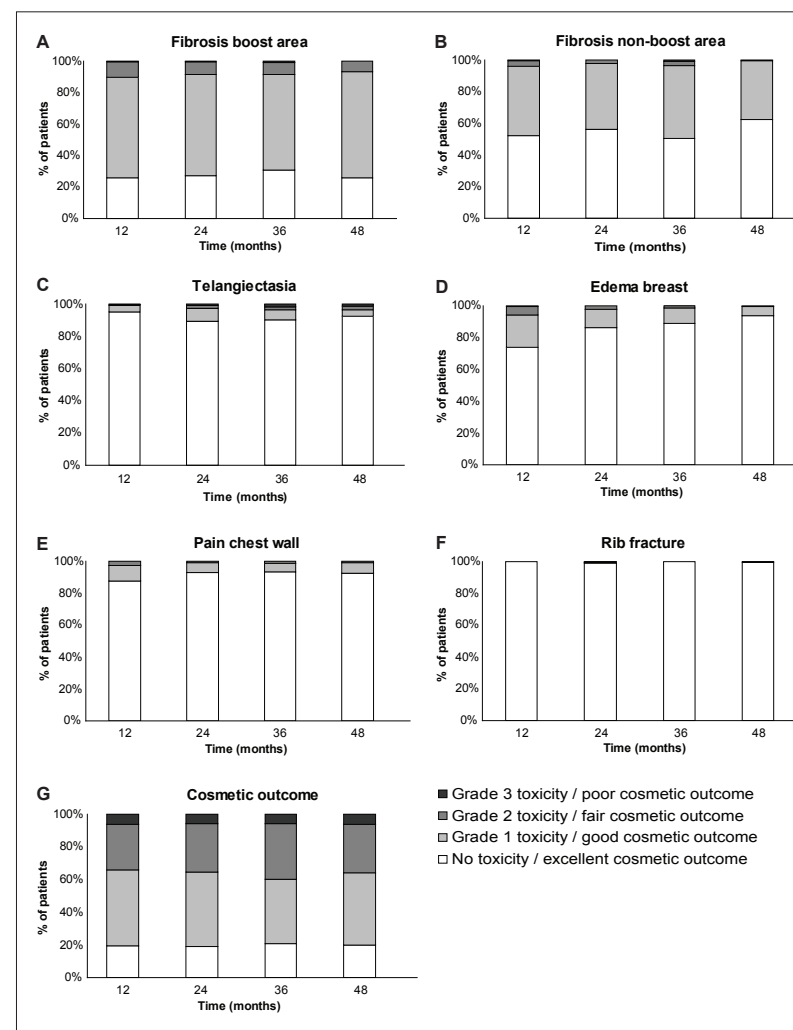 A
Fibrosis boost area
% of patients
100%
80%
60%
40%
20%
0%
12 24 36 48
Time (months)
B
Fibrosis non-boost area
% of patients
100%
80%
60%
40%
20%
0%
12 24 36 48
Time (months)
C
Telangiectasia
% of patients
100%
80%
60%
40%
20%
0%
12 24 36 48
Time (months)
D
Edema breast
% of patients
100%
80%
60%
40%
20%
0%
12 24 36 48
Time (months)
E
Pain chest wall
% of patients
100%
80%
60%
40%
20%
0%
12 24 36 48
Time (months)
F
Rib fracture
% of patients
100%
80%
60%
40%
20%
0%
12 24 36 48
Time (months)
G
Cosmetic outcome
% of patients
100%
80%
60%
40%
20%
0%
12 24 36 48
Time (months)
Grade 3 toxicity / poor cosmetic outcome
Grade 2 toxicity / fair cosmetic outcome
Grade 1 toxicity / good cosmetic outcome
No toxicity / excellent cosmetic outcome